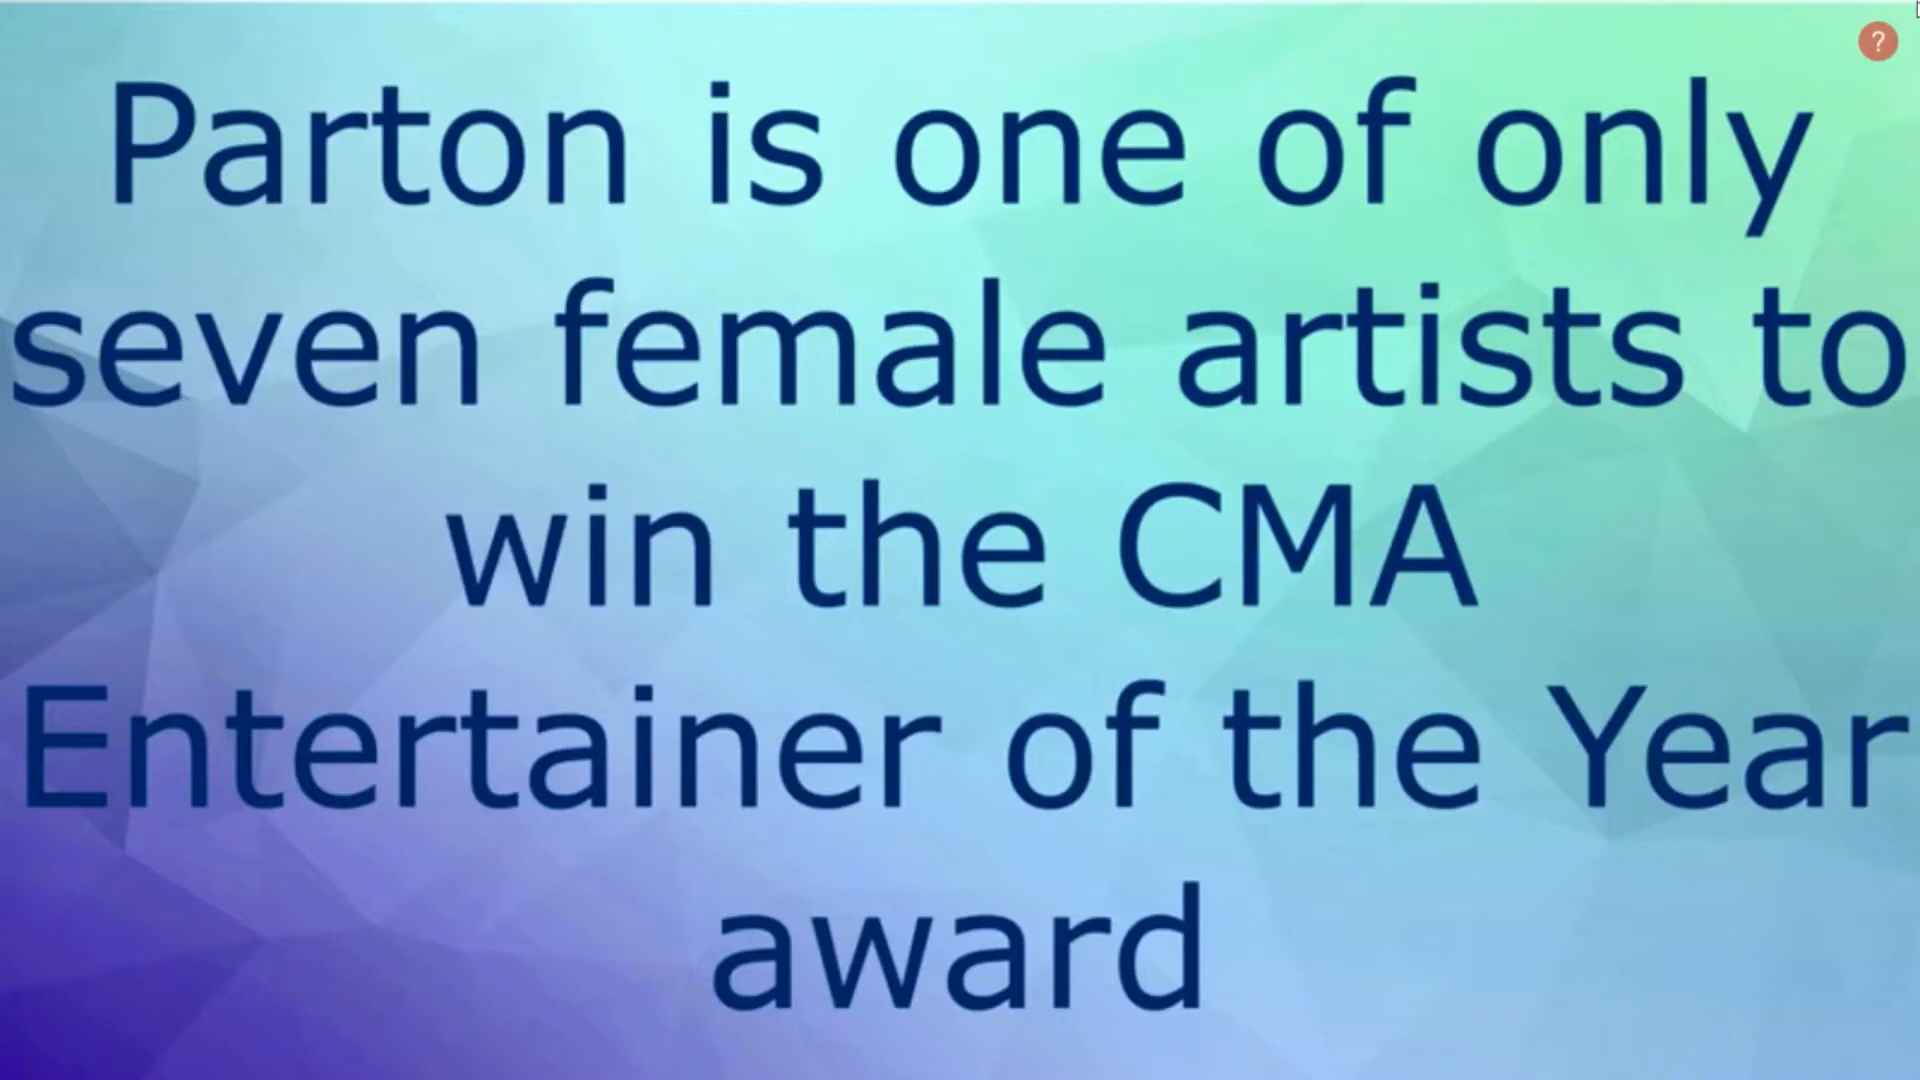 ?
Parton is one of only
seven female artists to
win the CMA
Entertainer of the Year
award